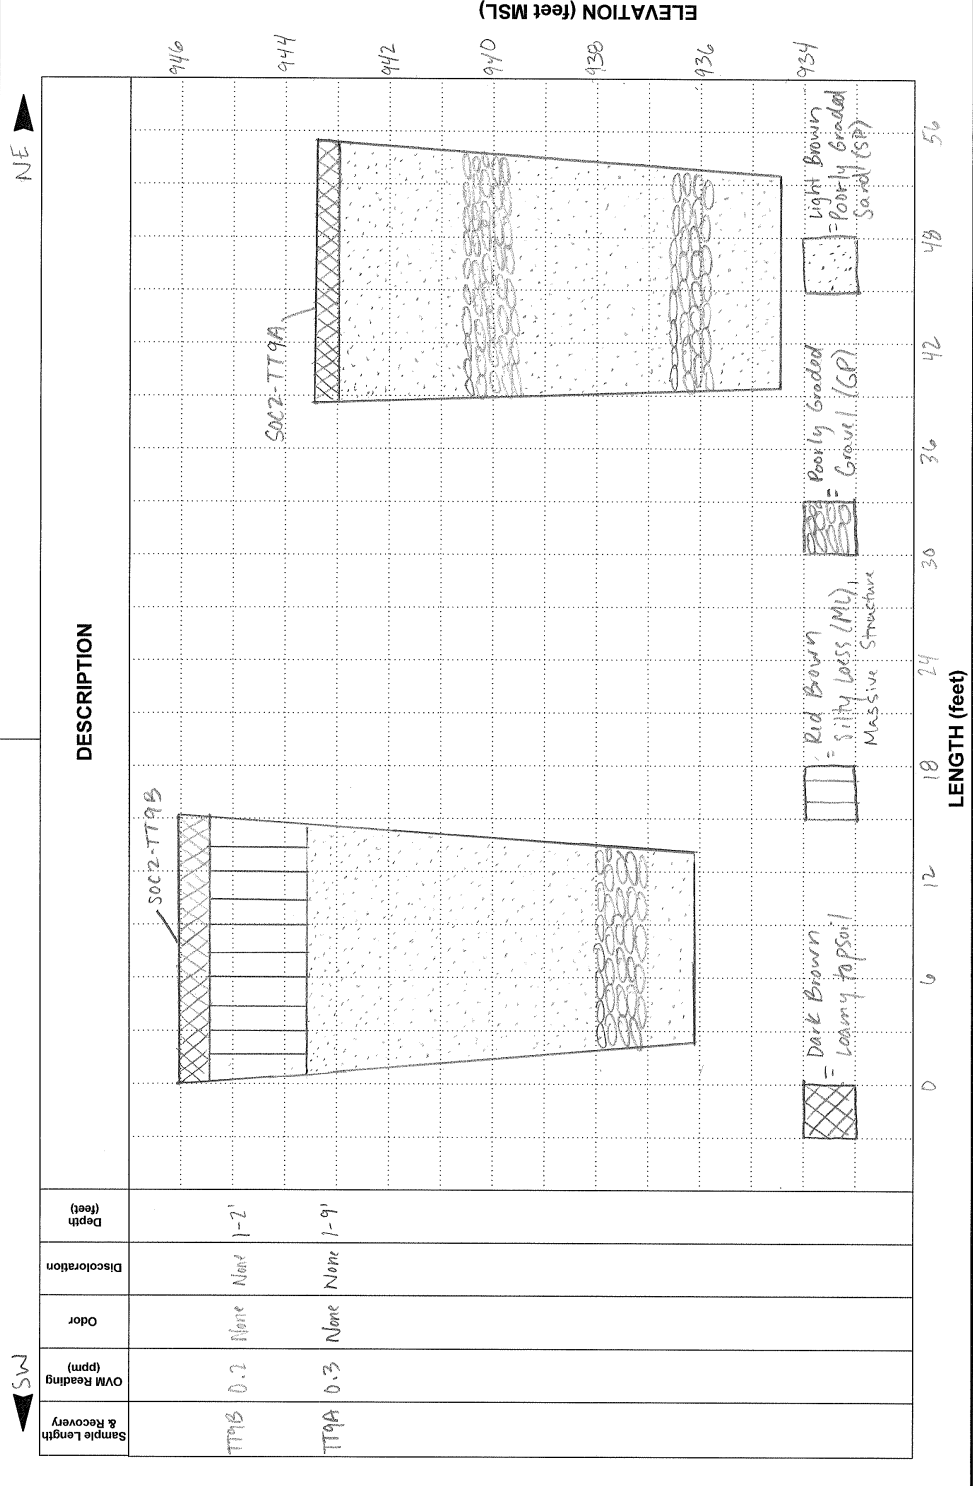 SW
NE
Sample Length
& Recovery
OVM Reading
(ppm)
Odor
Discoloration
Depth
(feet)
DESCRIPTION
ELEVATION (feet MSL)
TT9B 0.2 None None 1-2'
TT9A 0.3 None None 1-9'
946
944
942
940
938
936
934
SOC2-TT9B
SOC2-TT9A
= Dark Brown
Loamy topsoil
= Red Brown
Silty Loess (ML),
Massive Structure
= Poorly Graded
Gravel (GP)
= Light Brown
Poorly Graded
Sand (SP)
0 6 12 18 24 30 36 42 48 56
LENGTH (feet)